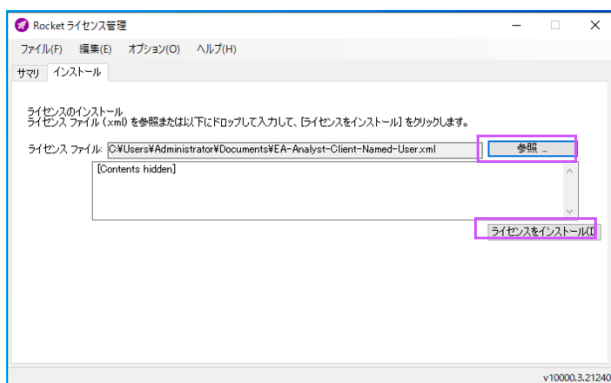 Rocket ライセンス管理
ファイル(F) 編集(E) オプション(O) ヘルプ(H)
サマリ インストール
ライセンスのインストール
ライセンス ファイル (.xml) を参照または以下にドロップして入力して、[ライセンスをインストール] をクリックします。
ライセンス ファイル: C:¥Users¥Administrator¥Documents¥EA-Analyst-Client-Named-User.xml 参照 ...
[Contents hidden]
ライセンスをインストール(I)
v10000.3.21240